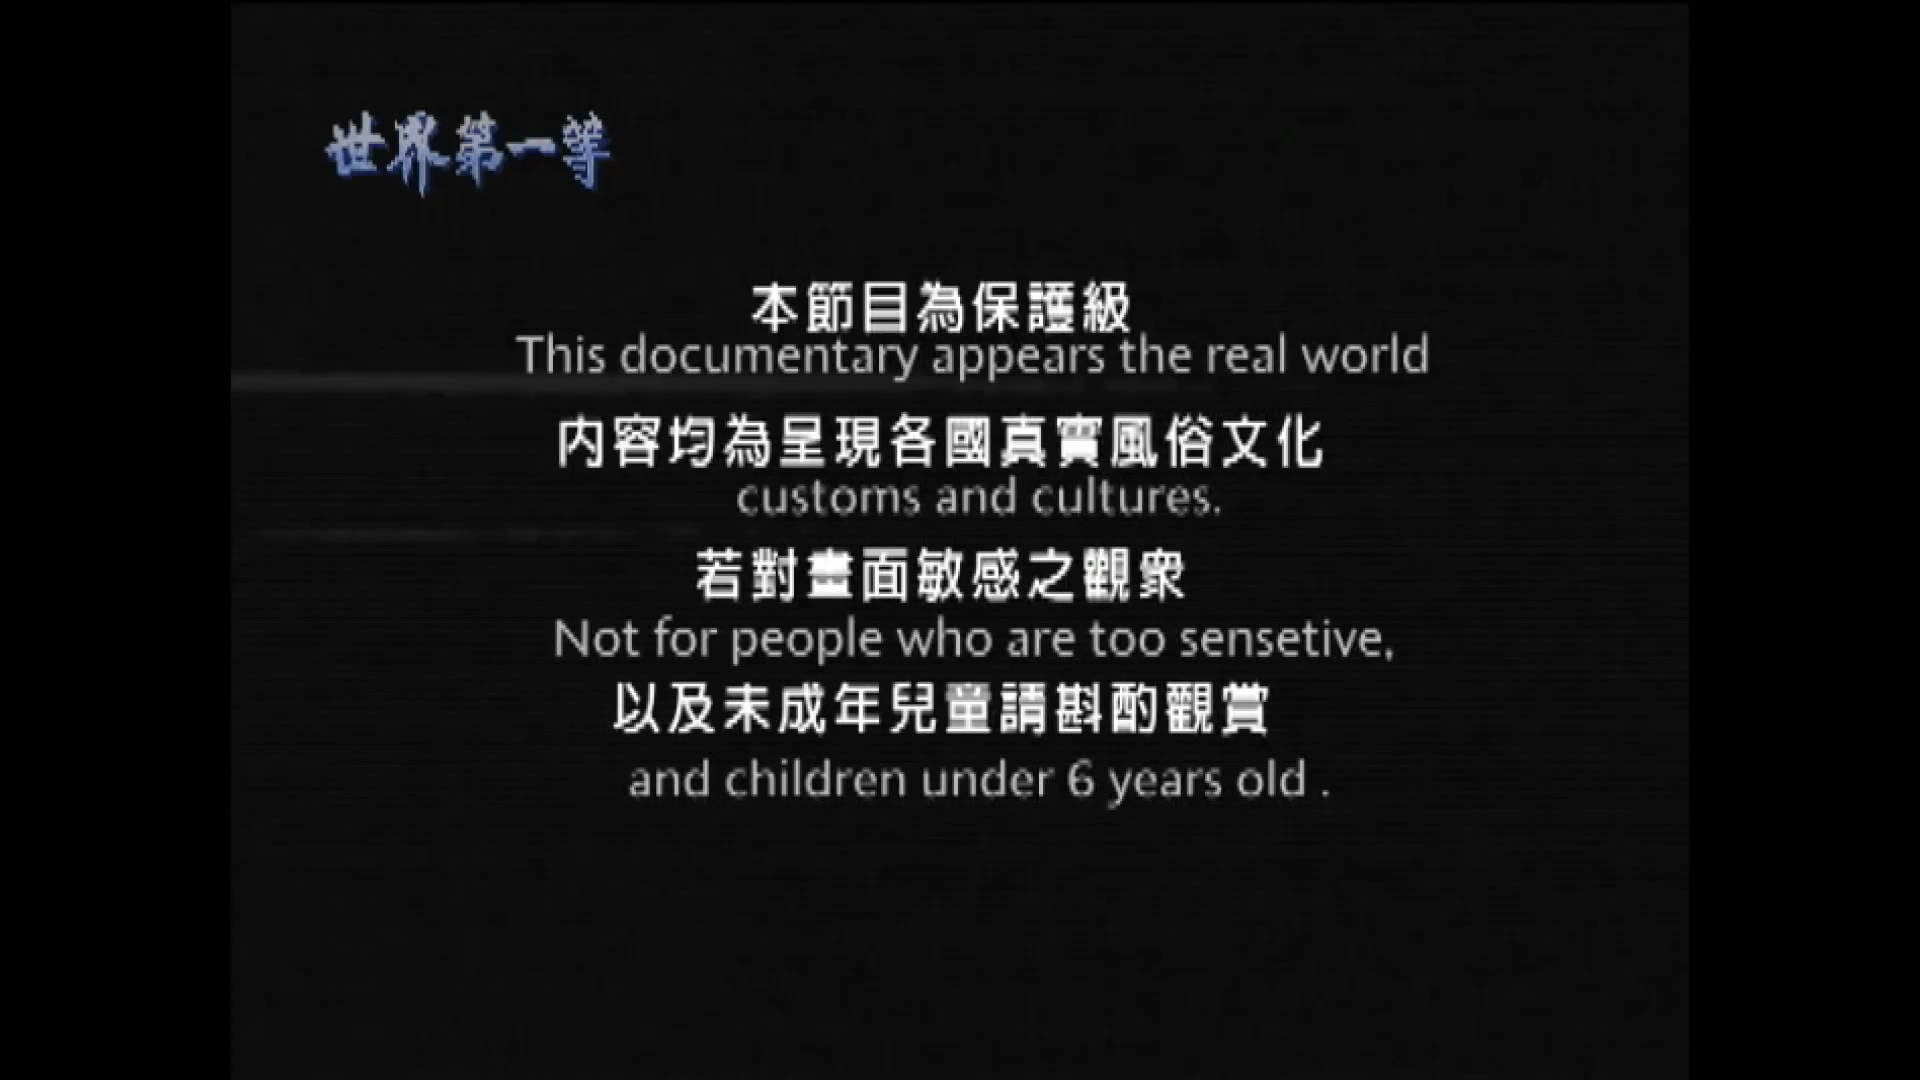 世界第一等
本節目為保護級
This documentary appears the real world
內容均為呈現各國真實風俗文化
customs and cultures.
若對畫面敏感之觀眾
Not for people who are too sensetive,
以及未成年兒童請斟酌觀賞
and children under 6 years old .